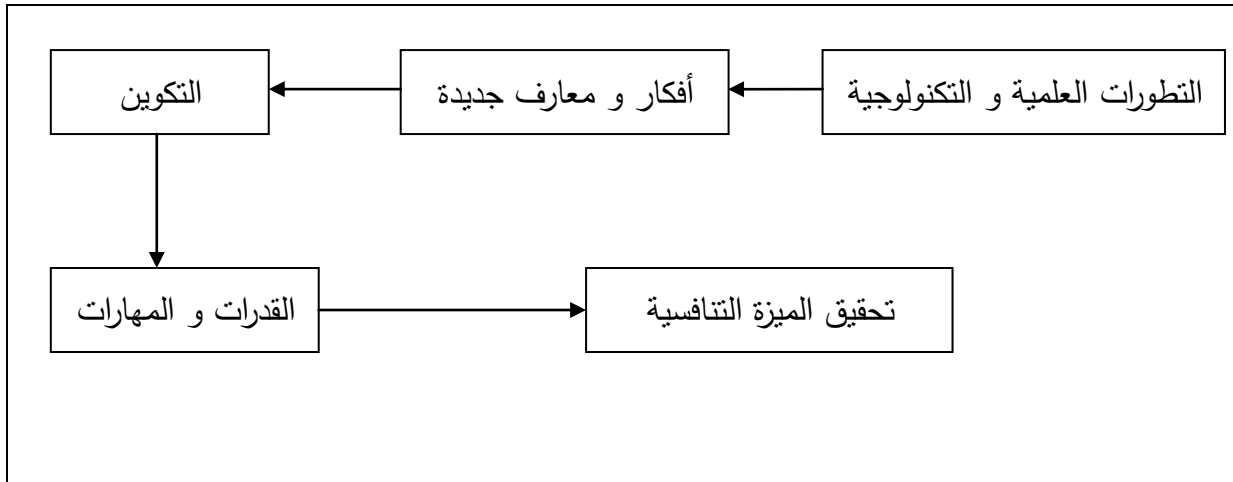 التطورات العلمية و التكنولوجية
أفكار و معارف جديدة
التكوين
القدرات و المهارات
تحقيق الميزة التنافسية